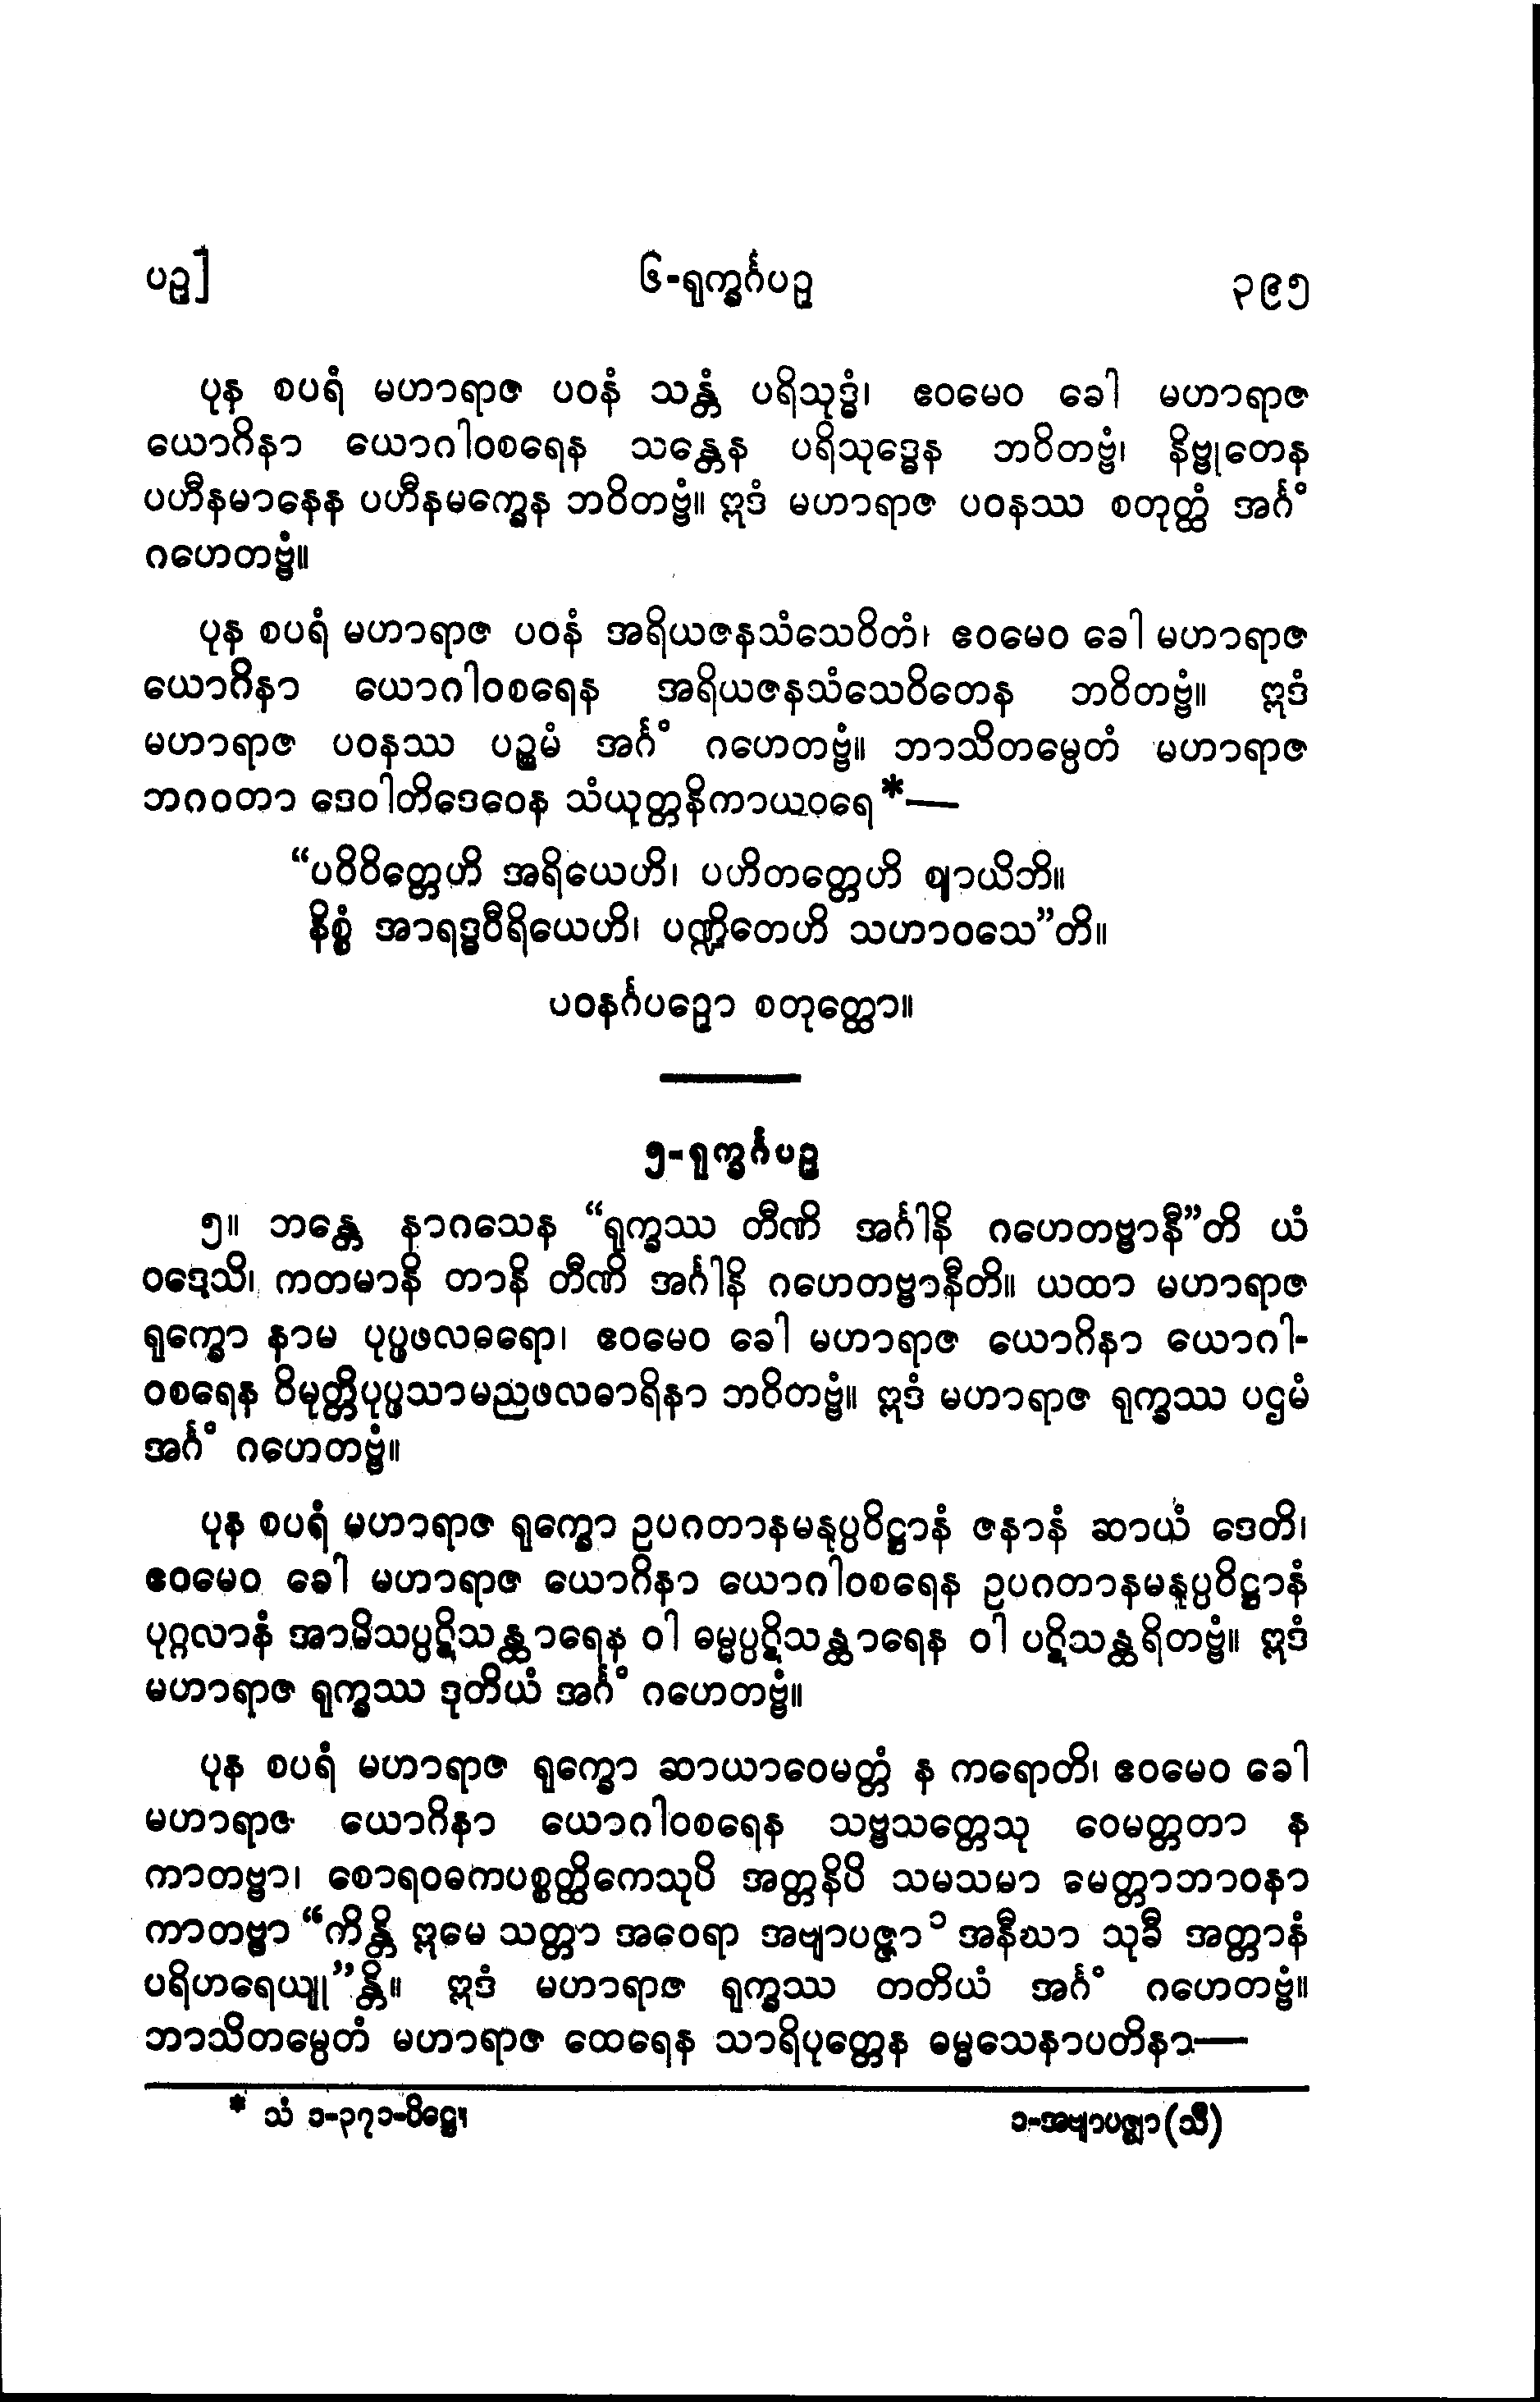 ပဉှ]
၆-ရုက္ခင်္ဂပဉှ
၃၉၅
ပုန စပရံ မဟာရာဇ ပဝနံ သန္တံ ပရိသုဒ္ဓံ၊ ဧဝမေဝ ခေါ မဟာရာဇ
ယောဂိနာ ယောဂါဝစရေန သန္တေန ပရိသုဒ္ဓေန ဘဝိတဗ္ဗံ၊ နိဗ္ဗုတေန
ပဟီနမာနေန ပဟီနမက္ခေန ဘဝိတဗ္ဗံ။ ဣဒံ မဟာရာဇ ပဝနဿ စတုတ္ထံ အင်္ဂံ
ဂဟေတဗ္ဗံ။
ပုန စပရံ မဟာရာဇ ပဝနံ အရိယဇနသံသေဝိတံ၊ ဧဝမေဝ ခေါ မဟာရာဇ
ယောဂိနာ ယောဂါဝစရေန အရိယဇနသံသေဝိတေန ဘဝိတဗ္ဗံ။ ဣဒံ
မဟာရာဇ ပဝနဿ ပဉ္စမံ အင်္ဂံ ဂဟေတဗ္ဗံ။ ဘာသိတမ္ပေတံ မဟာရာဇ
ဘဂဝတာ ဒေဝါတိဒေဝေန သံယုတ္တနိကာယဝရေ*—
“ပဝိဝိတ္တေဟိ အရိယေဟိ၊ ပဟိတတ္တေဟိ ဈာယိဘိ။
နိစ္စံ အာရဒ္ဓဝီရိယေဟိ၊ ပဏ္ဍိတေဟိ သဟာဝသေ”တိ။
ပဝနင်္ဂပဉှော စတုတ္ထော။
၅-ရုက္ခင်္ဂပဉှ
၅။ ဘန္တေ နာဂသေန “ရုက္ခဿ တီဏိ အင်္ဂါနိ ဂဟေတဗ္ဗာနီ”တိ ယံ
ဝဒေသိ၊ ကတမာနိ တာနိ တီဏိ အင်္ဂါနိ ဂဟေတဗ္ဗာနီတိ။ ယထာ မဟာရာဇ
ရုက္ခော နာမ ပုပ္ဖဖလဓရော၊ ဧဝမေဝ ခေါ မဟာရာဇ ယောဂိနာ ယောဂါ-
ဝစရေန ဝိမုတ္တိပုပ္ဖသာမညဖလဓာရိနာ ဘဝိတဗ္ဗံ။ ဣဒံ မဟာရာဇ ရုက္ခဿ ပဌမံ
အင်္ဂံ ဂဟေတဗ္ဗံ။
ပုန စပရံ မဟာရာဇ ရုက္ခော ဥပဂတာနမနုပ္ပဝိဋ္ဌာနံ ဇနာနံ ဆာယံ ဒေတိ၊
ဧဝမေဝ ခေါ မဟာရာဇ ယောဂိနာ ယောဂါဝစရေန ဥပဂတာနမနုပ္ပဝိဋ္ဌာနံ
ပုဂ္ဂလာနံ အာမိသပ္ပဋိသန္ထာရေန ဝါ ဓမ္မပ္ပဋိသန္ထာရေန ဝါ ပဋိသန္ထရိတဗ္ဗံ။ ဣဒံ
မဟာရာဇ ရုက္ခဿ ဒုတိယံ အင်္ဂံ ဂဟေတဗ္ဗံ။
ပုန စပရံ မဟာရာဇ ရုက္ခော ဆာယာဝေမတ္တံ န ကရောတိ၊ ဧဝမေဝ ခေါ
မဟာရာဇ ယောဂိနာ ယောဂါဝစရေန သဗ္ဗသတ္တေသု ဝေမတ္တတာ န
ကာတဗ္ဗာ၊ စောရဝဓကပစ္စတ္ထိကေသုပိ အတ္တနိပိ သမသမာ မေတ္တာဘာဝနာ
ကာတဗ္ဗာ “ကိန္တိ ဣမေ သတ္တာ အဝေရာ အဗျာပဇ္ဇာ ၁ အနီဃာ သုခီ အတ္တာနံ
ပရိဟရေယျု”န္တိ။ ဣဒံ မဟာရာဇ ရုက္ခဿ တတိယံ အင်္ဂံ ဂဟေတဗ္ဗံ။
ဘာသိတမ္ပေတံ မဟာရာဇ ထေရေန သာရိပုတ္တေန ဓမ္မသေနာပတိနာ—
* သံ ၁-၃၇၁-ပိဋ္ဌေ၊
၁-အဗျာပဇ္ဈာ(သီ)